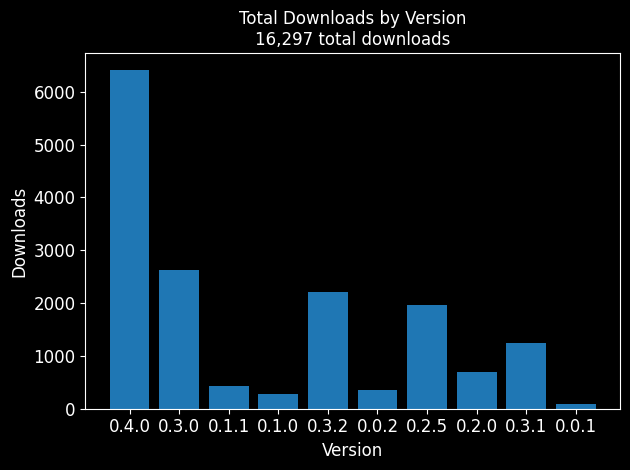 Total Downloads by Version
16,297 total downloads
6000
5000
4000
3000
2000
1000
0
Downloads
0.4.0 0.3.0 0.1.1 0.1.0 0.3.2 0.0.2 0.2.5 0.2.0 0.3.1 0.0.1
Version